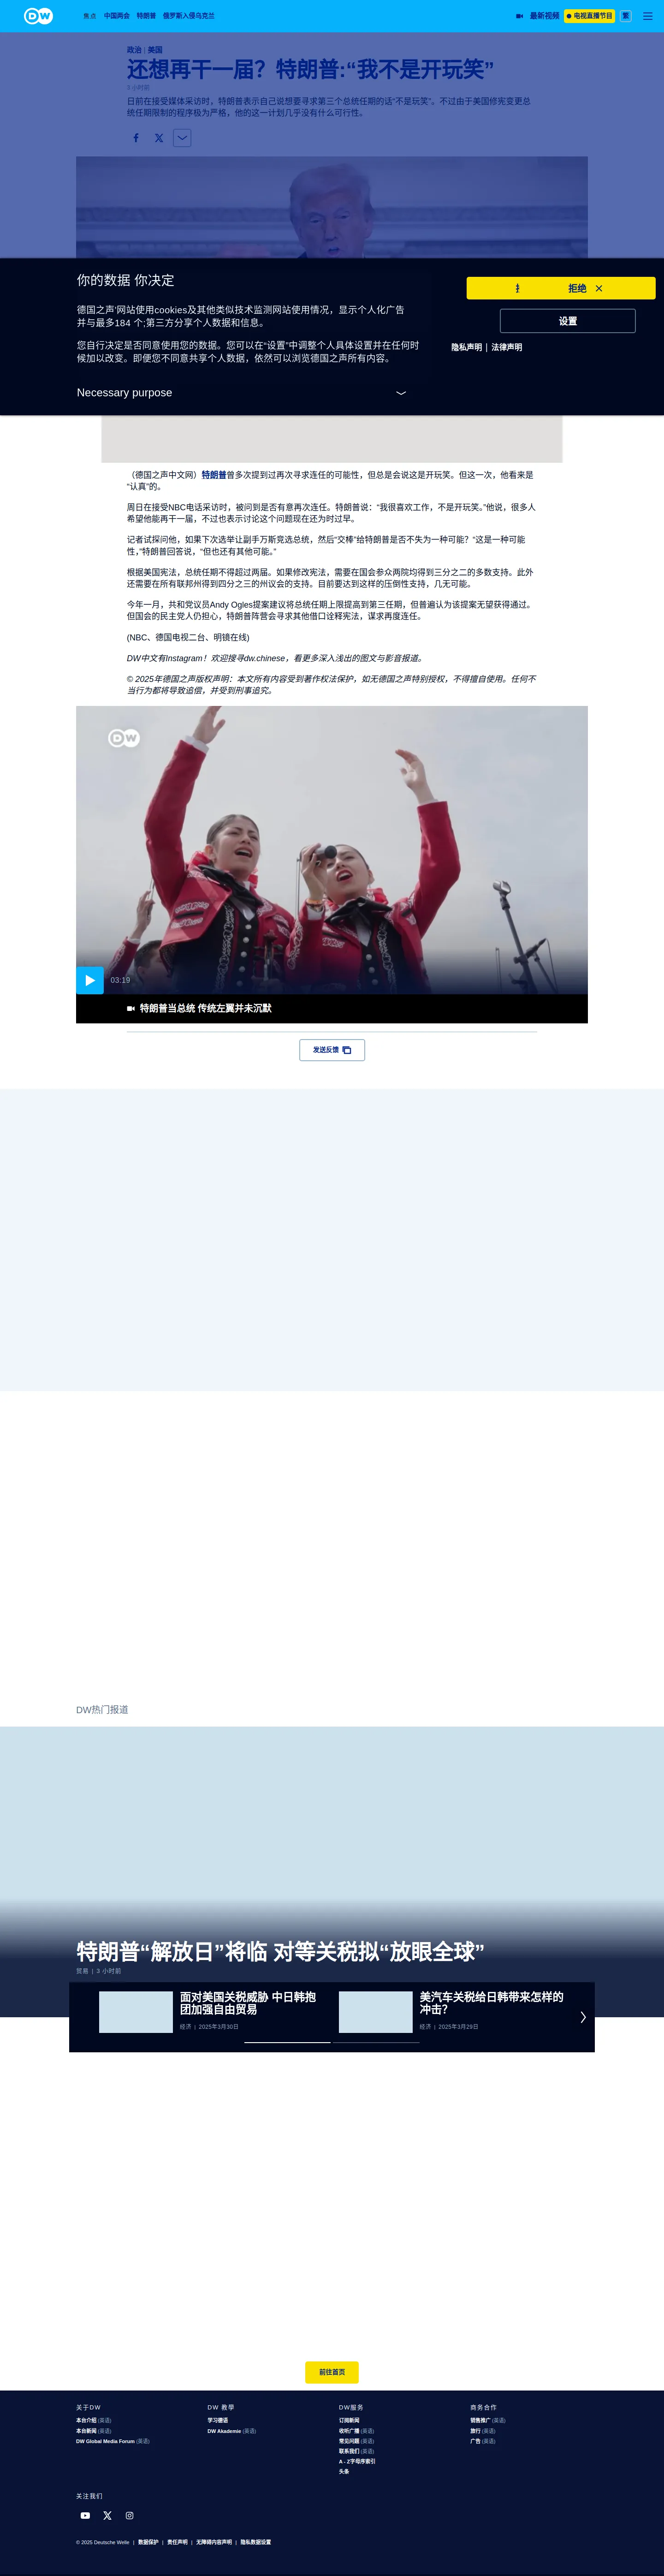 DW
焦点 中国两会 特朗普 俄罗斯入侵乌克兰
最新视频 电视直播节目 繁
政治 | 美国
还想再干一届？特朗普:“我不是开玩笑”
3 小时前
日前在接受媒体采访时，特朗普表示自己说想要寻求第三个总统任期的话“不是玩笑”。不过由于美国修宪变更总
统任期限制的程序极为严格，他的这一计划几乎没有什么可行性。
你的数据 你决定
拒绝
德国之声'网站使用cookies及其他类似技术监测网站使用情况，显示个人化广告
并与最多184 个;第三方分享个人数据和信息。
设置
您自行决定是否同意使用您的数据。您可以在“设置”中调整个人具体设置并在任何时
候加以改变。即便您不同意共享个人数据，依然可以浏览德国之声所有内容。
隐私声明 | 法律声明
Necessary purpose
（德国之声中文网）特朗普曾多次提到过再次寻求连任的可能性，但总是会说这是开玩笑。但这一次，他看来是
“认真”的。
周日在接受NBC电话采访时，被问到是否有意再次连任。特朗普说：“我很喜欢工作，不是开玩笑。”他说，很多人
希望他能再干一届，不过也表示讨论这个问题现在还为时过早。
记者试探问他，如果下次选举让副手万斯竞选总统，然后“交棒”给特朗普是否不失为一种可能？“这是一种可能
性，”特朗普回答说，“但也还有其他可能。”
根据美国宪法，总统任期不得超过两届。如果修改宪法，需要在国会参众两院均得到三分之二的多数支持。此外
还需要在所有联邦州得到四分之三的州议会的支持。目前要达到这样的压倒性支持，几无可能。
今年一月，共和党议员Andy Ogles提案建议将总统任期上限提高到第三任期，但普遍认为该提案无望获得通过。
但国会的民主党人仍担心，特朗普阵营会寻求其他借口诠释宪法，谋求再度连任。
(NBC、德国电视二台、明镜在线)
DW中文有Instagram！欢迎搜寻dw.chinese，看更多深入浅出的图文与影音报道。
© 2025年德国之声版权声明：本文所有内容受到著作权法保护，如无德国之声特别授权，不得擅自使用。任何不
当行为都将导致追偿，并受到刑事追究。
DW
03:19
特朗普当总统 传统左翼并未沉默
发送反馈
DW热门报道
特朗普“解放日”将临 对等关税拟“放眼全球”
贸易 | 3 小时前
面对美国关税威胁 中日韩抱
团加强自由贸易
经济 | 2025年3月30日
美汽车关税给日韩带来怎样的
冲击？
经济 | 2025年3月29日
前往首页
关于DW
本台介绍 (英语)
本台新闻 (英语)
DW Global Media Forum (英语)
DW 教學
学习德语
DW Akademie (英语)
DW服务
订阅新闻
收听广播 (英语)
常见问题 (英语)
联系我们 (英语)
A - Z字母序索引
头条
商务合作
销售推广 (英语)
旅行 (英语)
广告 (英语)
关注我们
© 2025 Deutsche Welle | 数据保护 | 责任声明 | 无障碍内容声明 | 隐私数据设置